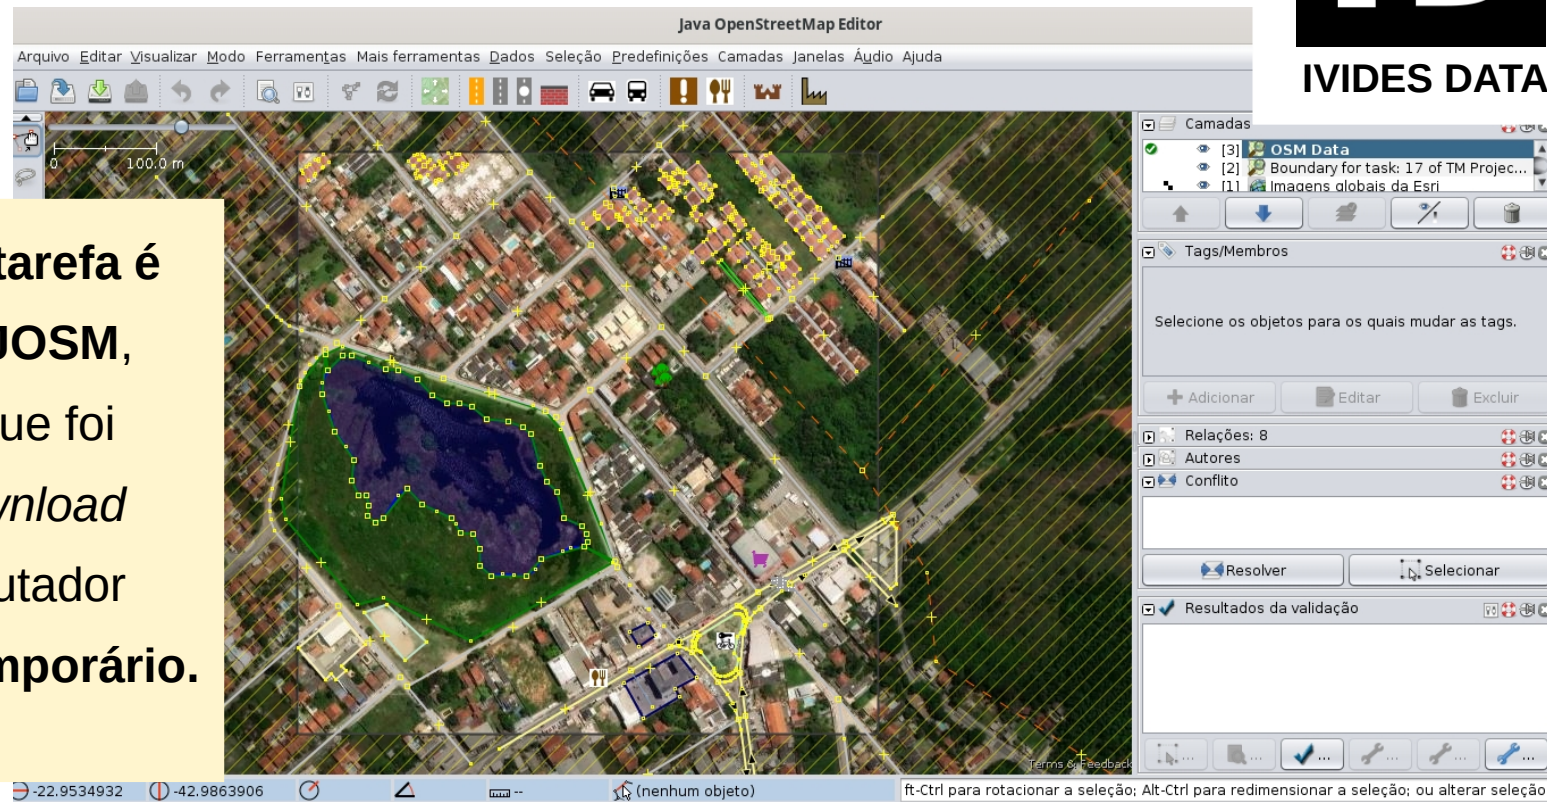 Java OpenStreetMap Editor
IVIDES DATA
Arquivo Editar Visualizar Modo Ferramentas Mais ferramentas Dados Seleção Predefinições Camadas Janelas Áudio Ajuda
0 100.0 m
Camadas
[3] OSM Data
[2] Boundary for task: 17 of TM Projec...
[1] Imagens globais da Esri
Tags/Membros
Selecione os objetos para os quais mudar as tags.
Adicionar Editar Excluir
Relações: 8
Autores
Conflito
Resolver Selecionar
Resultados da validação
... ... ... ... ... ...
tarefa é
JOSM,
ue foi
wnload
utador
mporário.
Terms & Feedback
-22.9534932 -42.9863906 -- (nenhum objeto) ft-Ctrl para rotacionar a seleção; Alt-Ctrl para redimensionar a seleção; ou alterar seleção